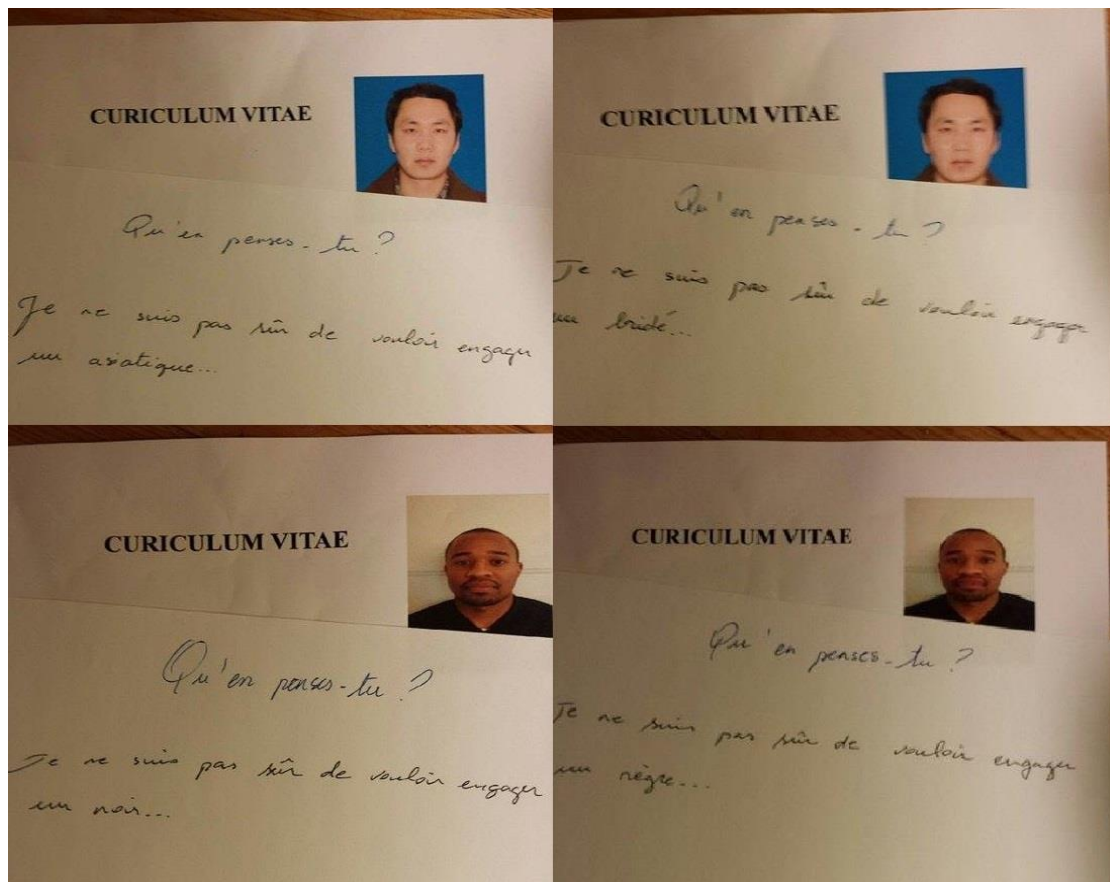 CURICULUM VITAE
Qu'en penses-tu ?
Je ne suis pas sûr de vouloir engager
un asiatique...
CURICULUM VITAE
Qu'en penses-tu ?
Je ne suis pas sûr de vouloir engager
un bridé...
CURICULUM VITAE
Qu'en penses-tu ?
Je ne suis pas sûr de vouloir engager
un noir...
CURICULUM VITAE
Qu'en penses-tu ?
Je ne suis pas sûr de vouloir engager
un nègre...